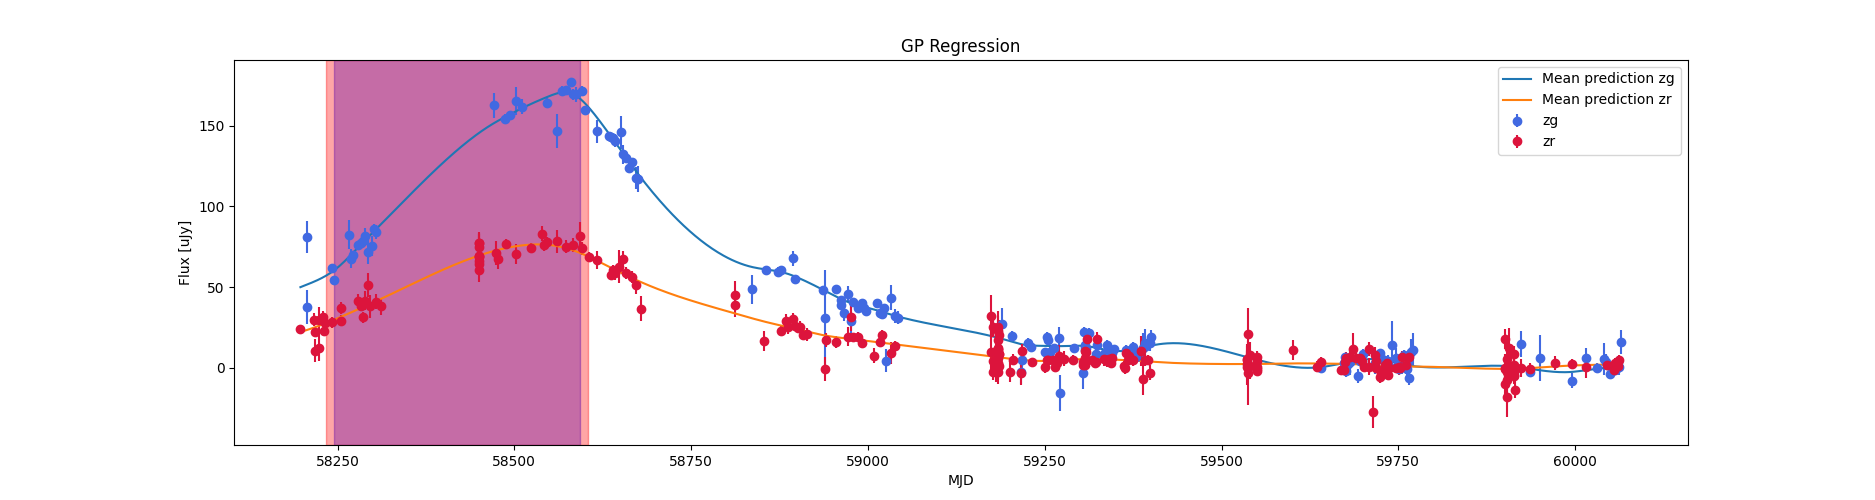 GP Regression
Mean prediction zg
Mean prediction zr
zg
zr
Flux [uJy]
150
100
50
0
58250
58500
58750
59000
59250
59500
59750
60000
MJD